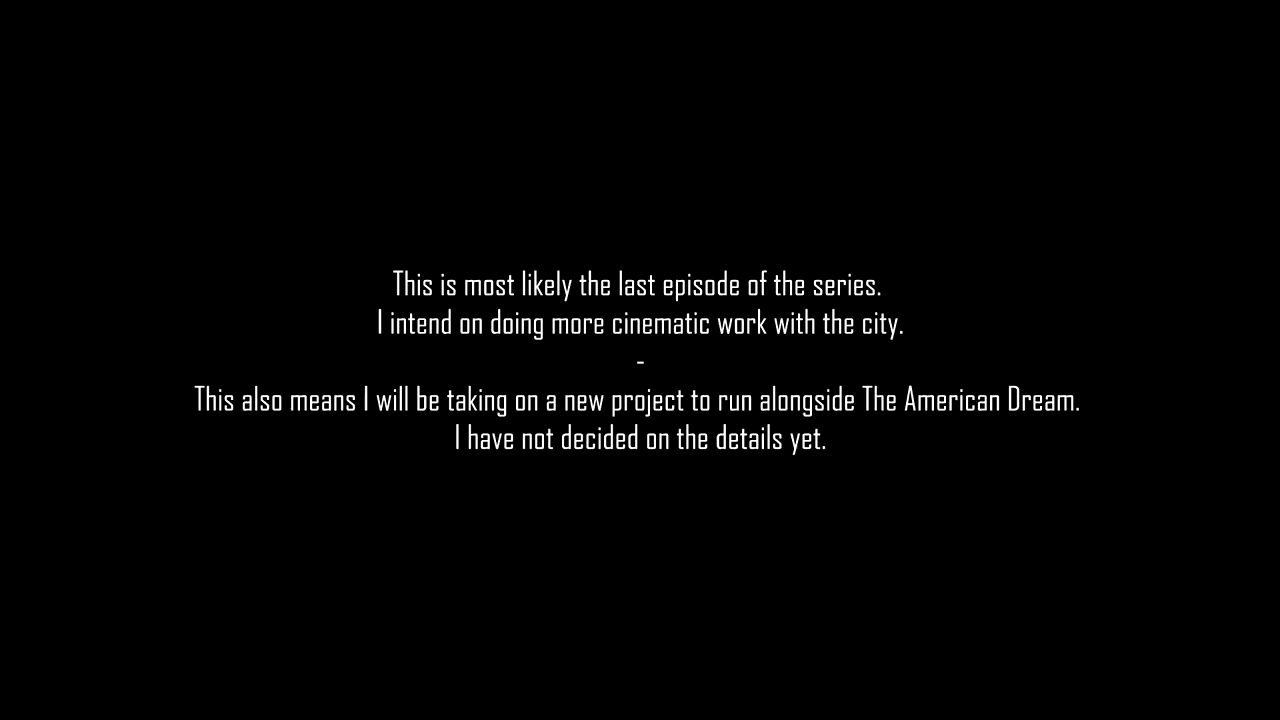 This is most likely the last episode of the series.
I intend on doing more cinematic work with the city.
-
This also means I will be taking on a new project to run alongside The American Dream.
I have not decided on the details yet.